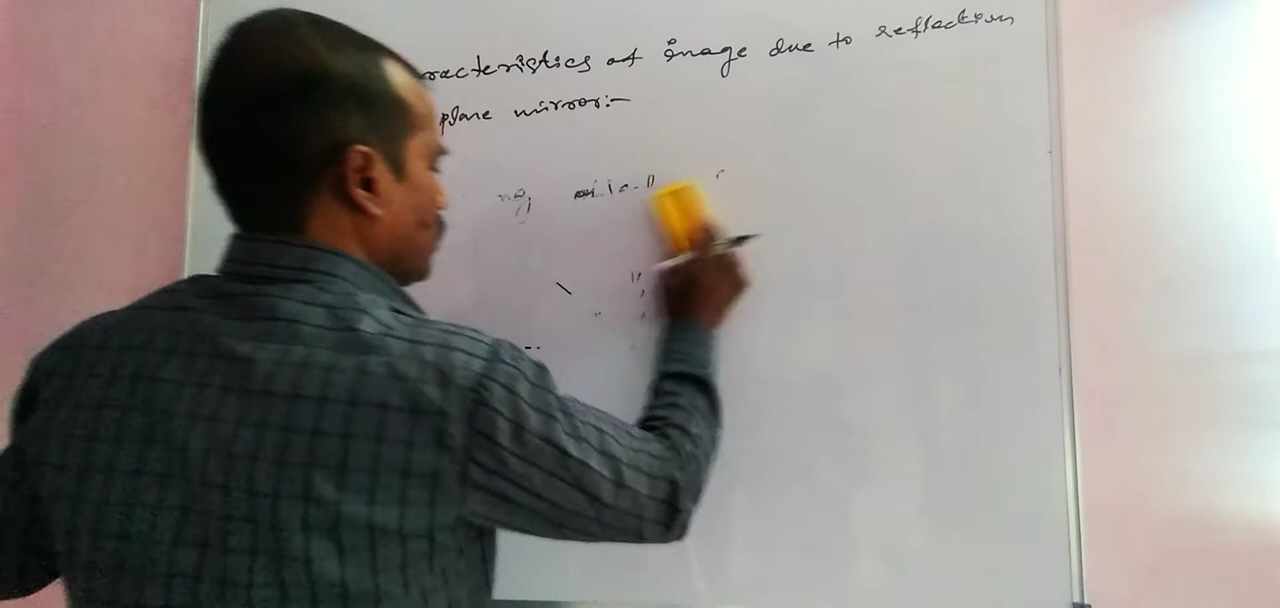 racteristics of image due to reflection
plane mirror:-